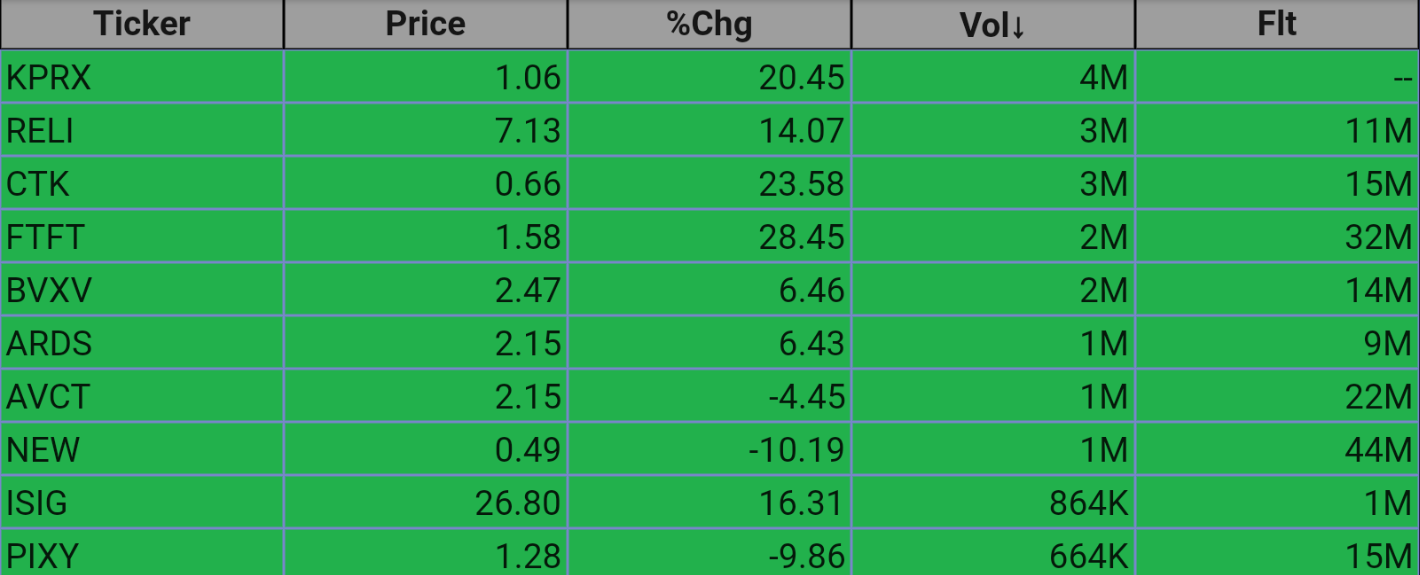 Ticker Price %Chg Vol↓ Flt
KPRX 1.06 20.45 4M --
RELI 7.13 14.07 3M 11M
CTK 0.66 23.58 3M 15M
FTFT 1.58 28.45 2M 32M
BVXV 2.47 6.46 2M 14M
ARDS 2.15 6.43 1M 9M
AVCT 2.15 -4.45 1M 22M
NEW 0.49 -10.19 1M 44M
ISIG 26.80 16.31 864K 1M
PIXY 1.28 -9.86 664K 15M